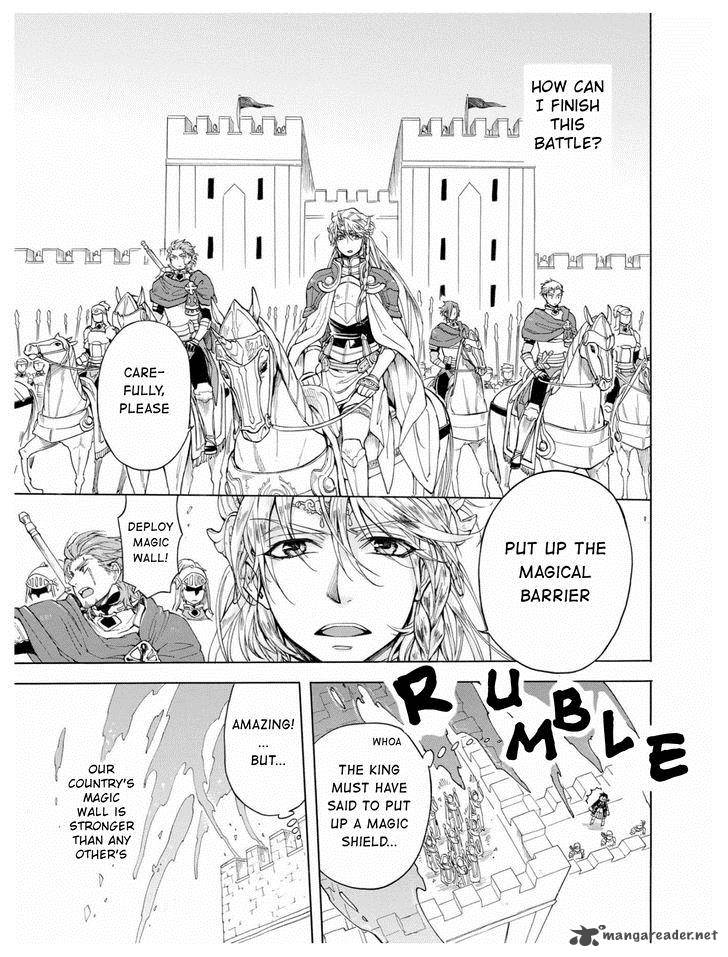 HOW CAN
I FINISH
THIS
BATTLE?
CARE-
FULLY,
PLEASE
PUT UP THE
MAGICAL
BARRIER
DEPLOY
MAGIC
WALL!
RUMBLE
WHOA
THE KING
MUST HAVE
SAID TO PUT
UP A MAGIC
SHIELD...
AMAZING!
...
BUT...
OUR
COUNTRY'S
MAGIC
WALL IS
STRONGER
THAN ANY
OTHER'S
mangareader.net